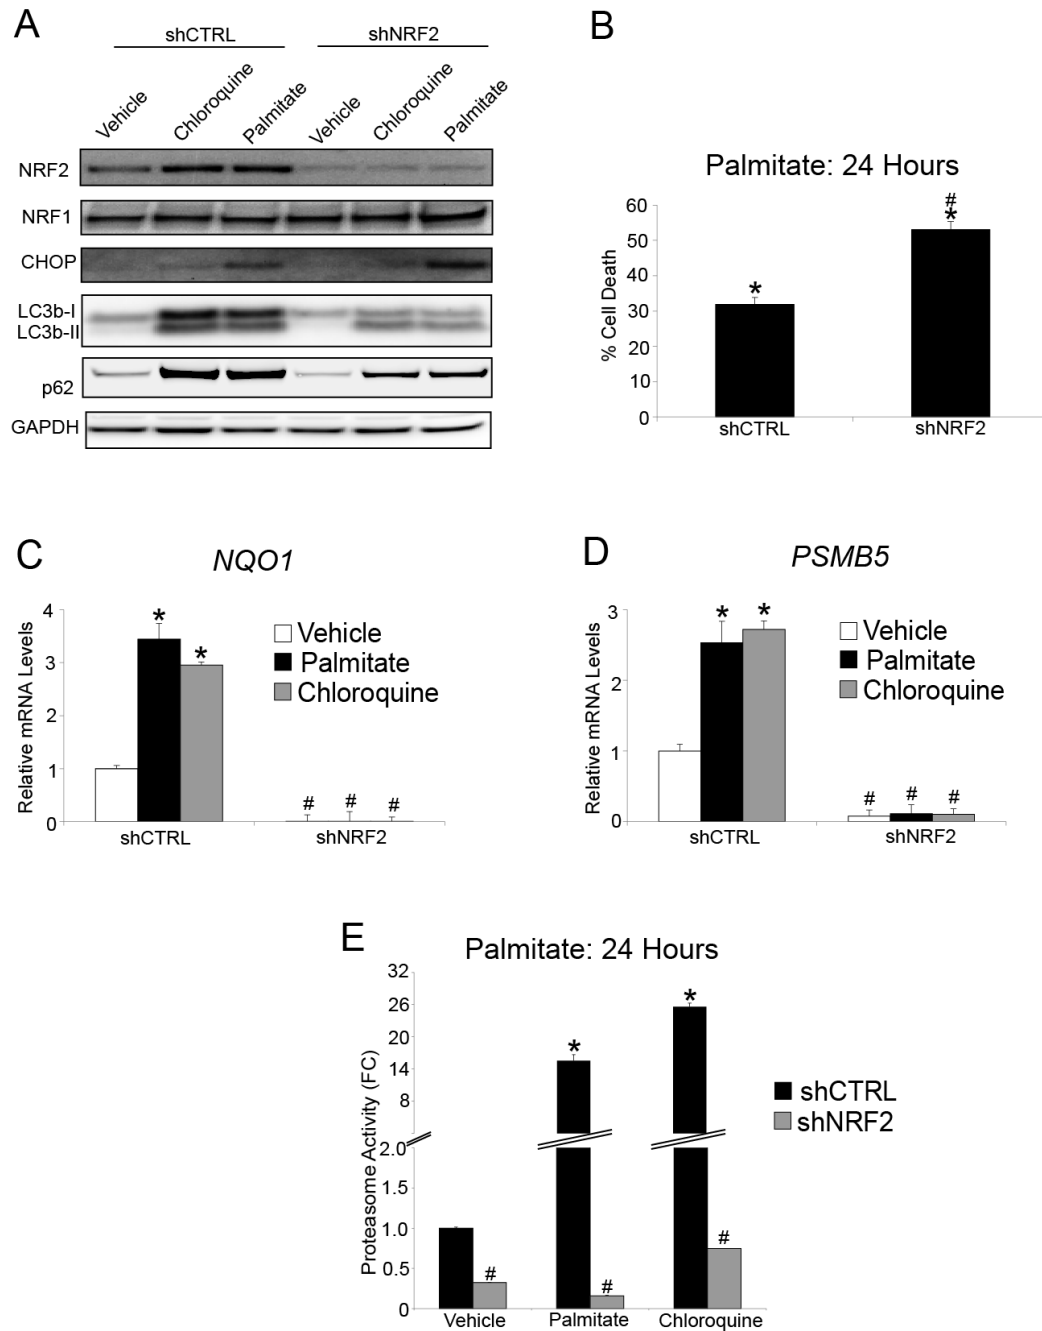 A
shCTRL
shNRF2
Vehicle
Chloroquine
Palmitate
Vehicle
Chloroquine
Palmitate
NRF2
NRF1
CHOP
LC3b-I
LC3b-II
p62
GAPDH
B
Palmitate: 24 Hours
% Cell Death
60
50
40
30
20
10
0
*
#
*
shCTRL
shNRF2
C
NQO1
Relative mRNA Levels
4
3
2
1
0
*
*
# # #
Vehicle
Palmitate
Chloroquine
shCTRL
shNRF2
D
PSMB5
Relative mRNA Levels
3
2
1
0
* *
# # #
Vehicle
Palmitate
Chloroquine
shCTRL
shNRF2
E
Palmitate: 24 Hours
Proteasome Activity (FC)
32
26
20
14
8
2.0
1.0
0.5
0
*
*
#
#
#
shCTRL
shNRF2
Vehicle
Palmitate
Chloroquine